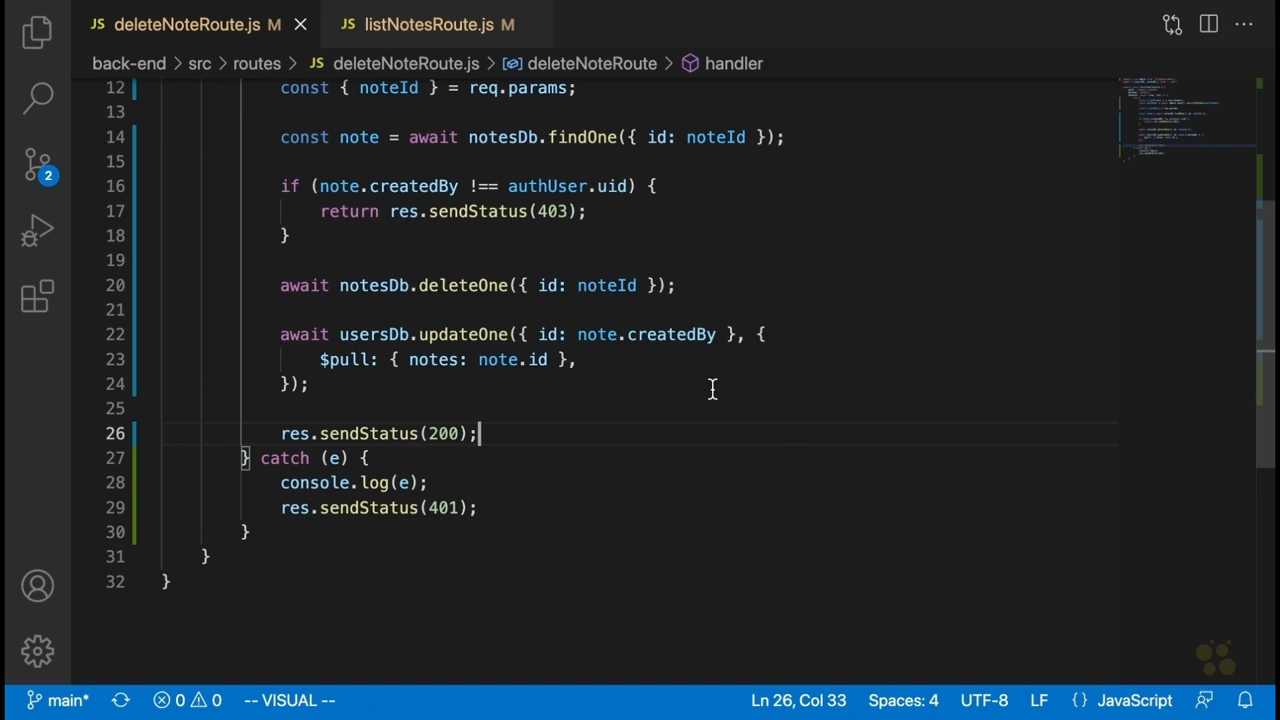 JS deleteNoteRoute.js M
JS listNotesRoute.js M
back-end > src > routes > JS deleteNoteRoute.js > deleteNoteRoute > handler
12 const { noteId } = req.params;
13
14 const note = await notesDb.findOne({ id: noteId });
15
16 if (note.createdBy !== authUser.uid) {
17 return res.sendStatus(403);
18 }
19
20 await notesDb.deleteOne({ id: noteId });
21
22 await usersDb.updateOne({ id: note.createdBy }, {
23 $pull: { notes: note.id },
24 });
25
26 res.sendStatus(200);
27 } catch (e) {
28 console.log(e);
29 res.sendStatus(401);
30 }
31 }
32 }
2
main* 0 0 -- VISUAL -- Ln 26, Col 33 Spaces: 4 UTF-8 LF {} JavaScript